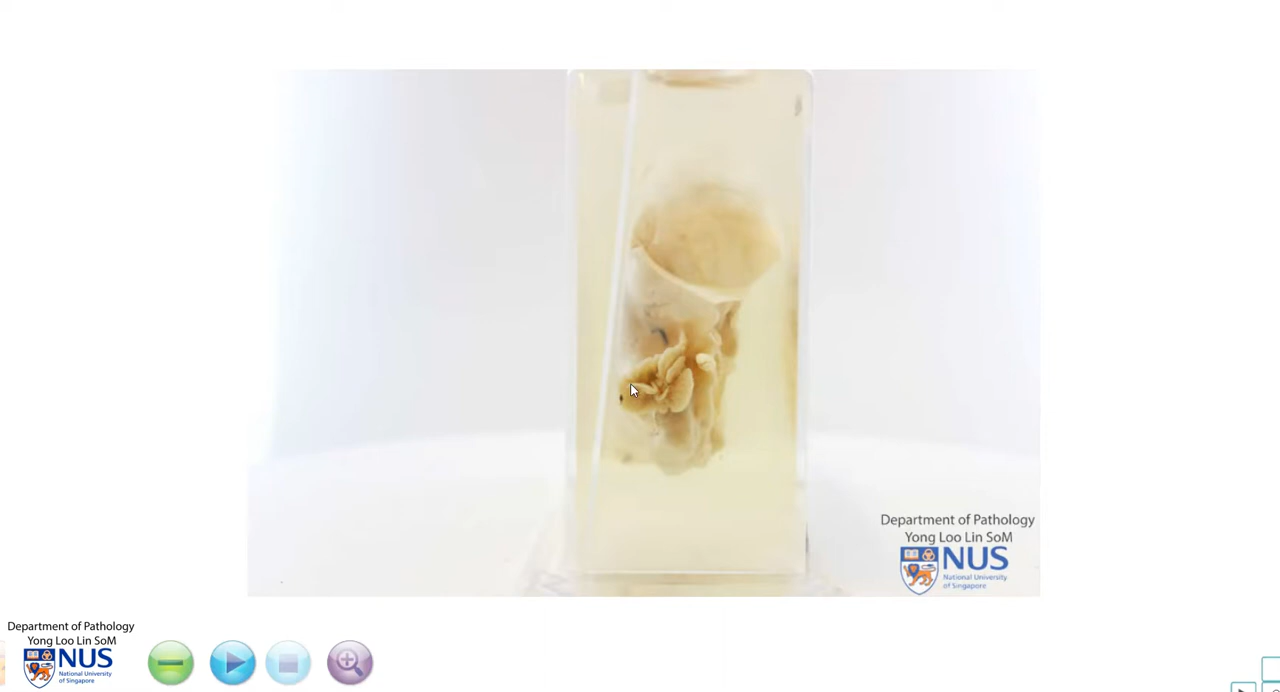 Department of Pathology
Yong Loo Lin SoM
NUS
National University
of Singapore
Department of Pathology
Yong Loo Lin SoM
NUS
National University
of Singapore